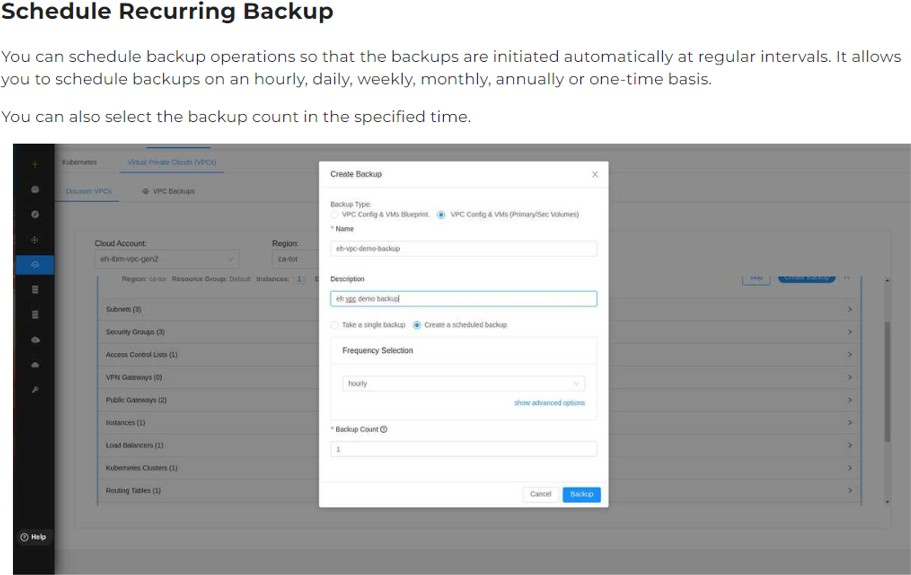 Schedule Recurring Backup
You can schedule backup operations so that the backups are initiated automatically at regular intervals. It allows
you to schedule backups on an hourly, daily, weekly, monthly, annually or one-time basis.
You can also select the backup count in the specified time.
Kubernetes
Virtual Private Clouds (VPCs)
Discover VPCs
VPC Backups
Cloud Account:
Region:
eh-ibm-vpc-gen2
ca-tor
Region: ca-tor Resource Group: Default Instances: 1
Subnets (3)
Security Groups (3)
Access Control Lists (1)
VPN Gateways (0)
Public Gateways (2)
Instances (1)
Load Balancers (1)
Kubernetes Clusters (1)
Routing Tables (1)
Help
Create Backup
X
Backup Type:
VPC Config & VMs Blueprint. VPC Config & VMs (Primary/Sec Volumes)
* Name
eh-vpc-demo-backup
Description
eh vpc demo backup
Take a single backup Create a scheduled backup
Frequency Selection
hourly
show advanced options
* Backup Count
1
Cancel Backup